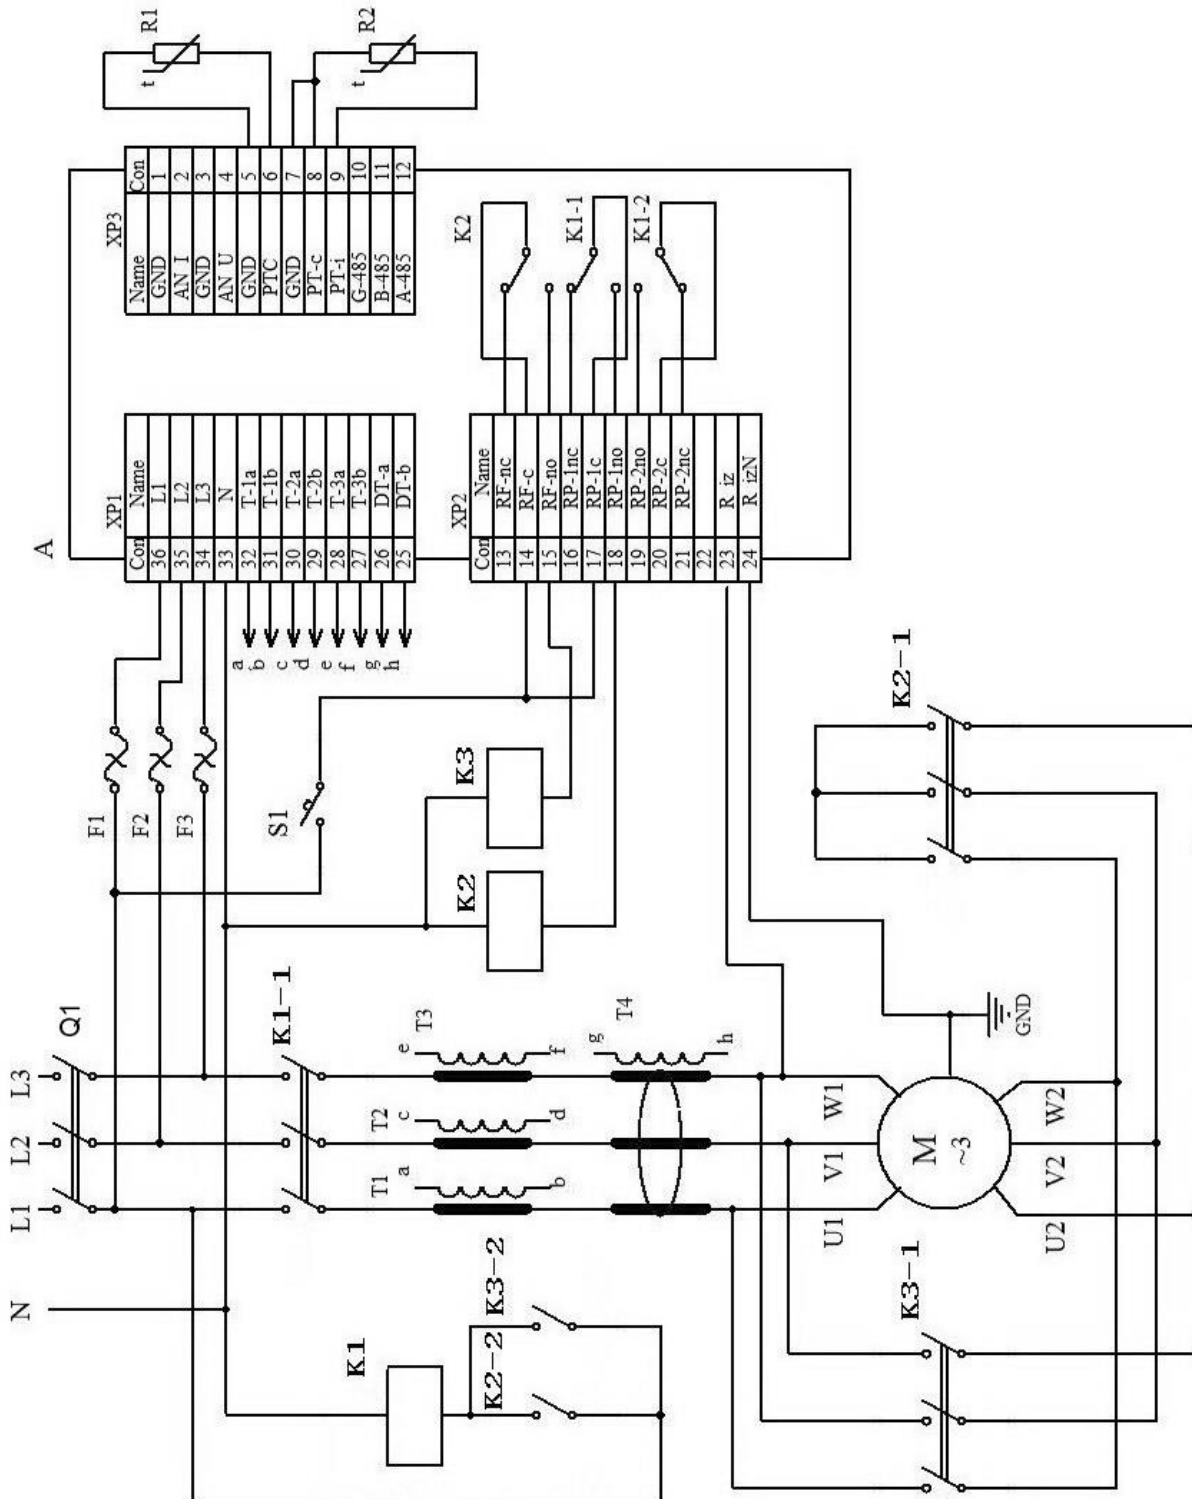 A
R1
t
R2
t
XP3
Name Con
GND 1
AN I 2
GND 3
AN U 4
GND 5
PTC 6
GND 7
PT-c 8
PT-i 9
G-485 10
B-485 11
A-485 12
XP1
Con Name
36 L1
35 L2
34 L3
33 N
32 T-1a
31 T-1b
30 T-2a
29 T-2b
28 T-3a
27 T-3b
26 DT-a
25 DT-b
a
b
c
d
e
f
g
h
XP2
Con Name
13 RF-nc
14 RF-c
15 RF-no
16 RP-1nc
17 RP-1c
18 RP-1no
19 RP-2no
20 RP-2c
21 RP-2nc
22
23 R iz
24 R izN
K2
K1-1
K1-2
F1
F2
F3
S1
K3
K2
K2-1
N
L1
L2
L3
Q1
K1-1
T1
a
b
T2
c
d
T3
e
f
T4
g
h
K1
K2-2
K3-2
K3-1
U1
V1
W1
M
~3
U2
V2
W2
GND